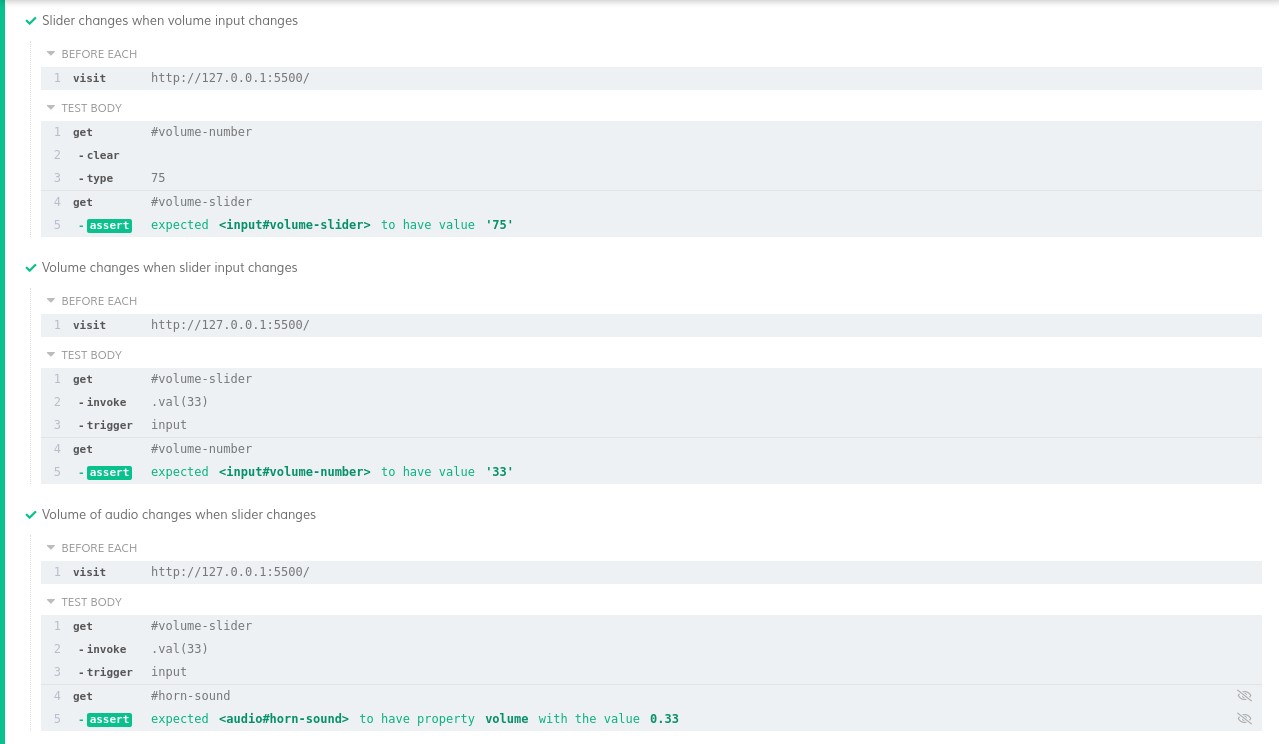 Slider changes when volume input changes
BEFORE EACH
1 visit http://127.0.0.1:5500/
TEST BODY
1 get #volume-number
2 -clear
3 -type 75
4 get #volume-slider
5 -assert expected <input#volume-slider> to have value '75'
Volume changes when slider input changes
BEFORE EACH
1 visit http://127.0.0.1:5500/
TEST BODY
1 get #volume-slider
2 -invoke .val(33)
3 -trigger input
4 get #volume-number
5 -assert expected <input#volume-number> to have value '33'
Volume of audio changes when slider changes
BEFORE EACH
1 visit http://127.0.0.1:5500/
TEST BODY
1 get #volume-slider
2 -invoke .val(33)
3 -trigger input
4 get #horn-sound
5 -assert expected <audio#horn-sound> to have property volume with the value 0.33